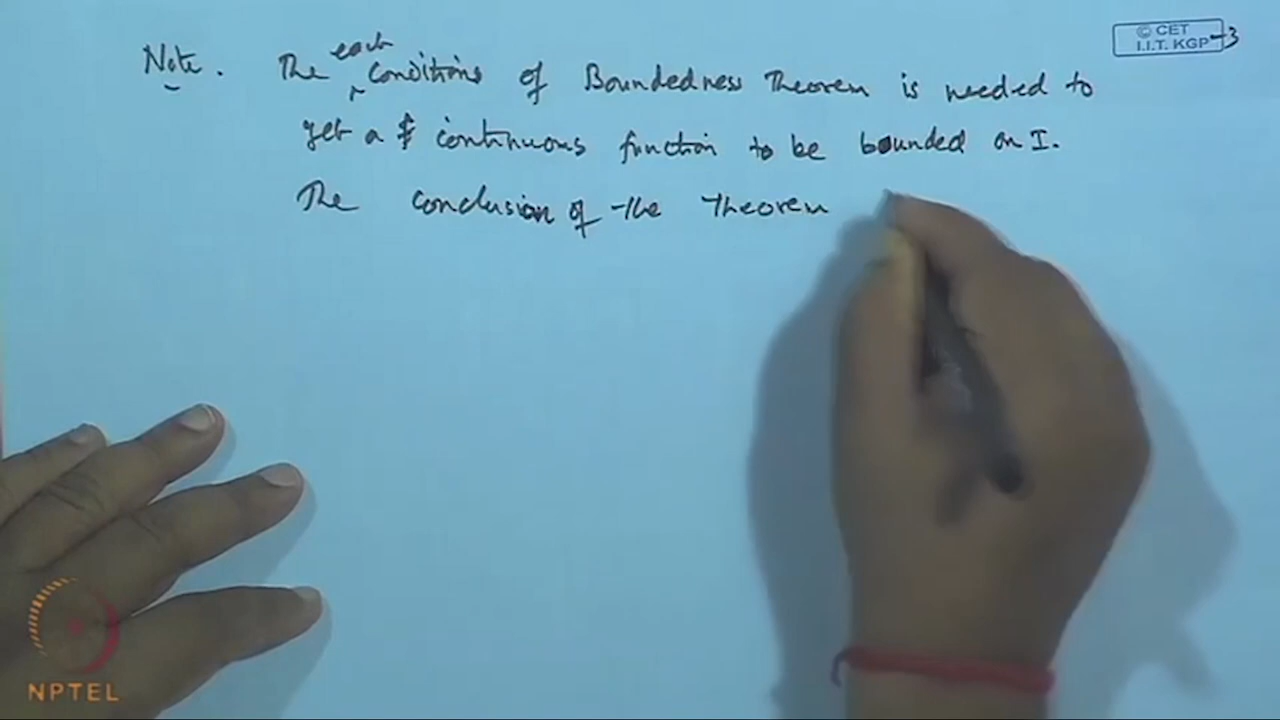 © CET
I.I.T. KGP -3
each
Note. The conditions of Boundedness Theorem is needed to
get a continuous function to be bounded on I.
The conclusion of the Theorem
NPTEL